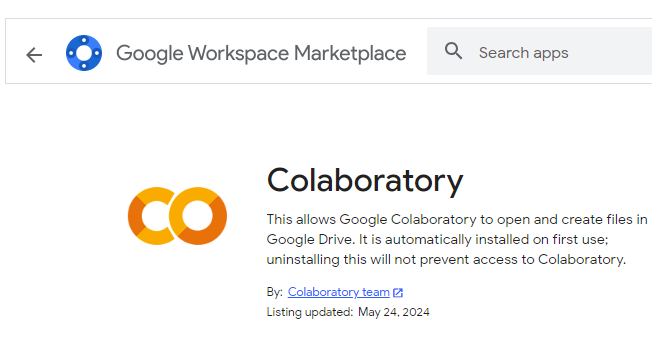 Google Workspace Marketplace
Search apps
Colaboratory
This allows Google Colaboratory to open and create files in
Google Drive. It is automatically installed on first use;
uninstalling this will not prevent access to Colaboratory.
By: Colaboratory team
Listing updated: May 24, 2024